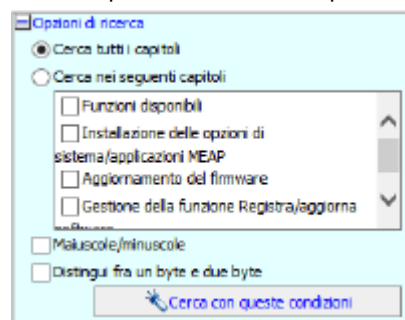 Opzioni di ricerca
Cerca tutti i capitoli
Cerca nei seguenti capitoli
Funzioni disponibili
Installazione delle opzioni di
sistema/applicazioni MEAP
Aggiornamento del firmware
Gestione della funzione Registra/aggiorna
Maiuscole/minuscole
Distingui fra un byte e due byte
Cerca con queste condizioni